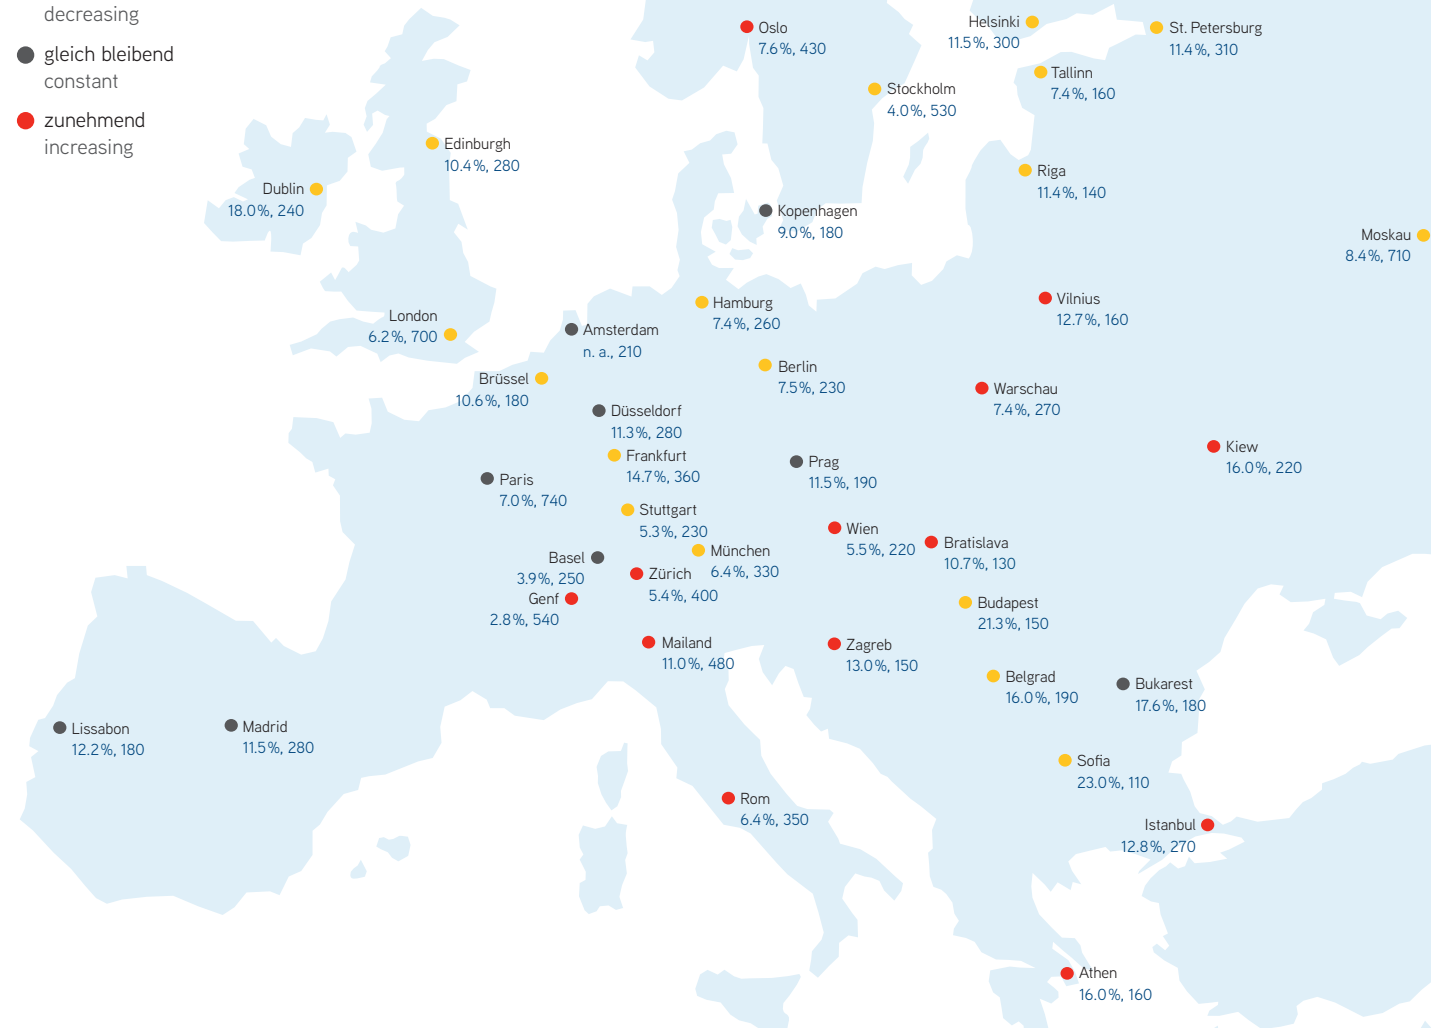 decreasing
gleich bleibend
constant
zunehmend
increasing
Oslo
7.6%, 430
Helsinki
11.5%, 300
St. Petersburg
11.4%, 310
Tallinn
7.4%, 160
Stockholm
4.0%, 530
Edinburgh
10.4%, 280
Riga
11.4%, 140
Dublin
18.0%, 240
Kopenhagen
9.0%, 180
Moskau
8.4%, 710
Vilnius
12.7%, 160
Hamburg
7.4%, 260
London
6.2%, 700
Amsterdam
n. a., 210
Berlin
7.5%, 230
Brüssel
10.6%, 180
Warschau
7.4%, 270
Düsseldorf
11.3%, 280
Kiew
16.0%, 220
Frankfurt
14.7%, 360
Prag
11.5%, 190
Paris
7.0%, 740
Stuttgart
5.3%, 230
Wien
5.5%, 220
Bratislava
10.7%, 130
München
6.4%, 330
Basel
3.9%, 250
Zürich
5.4%, 400
Genf
2.8%, 540
Budapest
21.3%, 150
Mailand
11.0%, 480
Zagreb
13.0%, 150
Belgrad
16.0%, 190
Bukarest
17.6%, 180
Lissabon
12.2%, 180
Madrid
11.5%, 280
Sofia
23.0%, 110
Rom
6.4%, 350
Istanbul
12.8%, 270
Athen
16.0%, 160